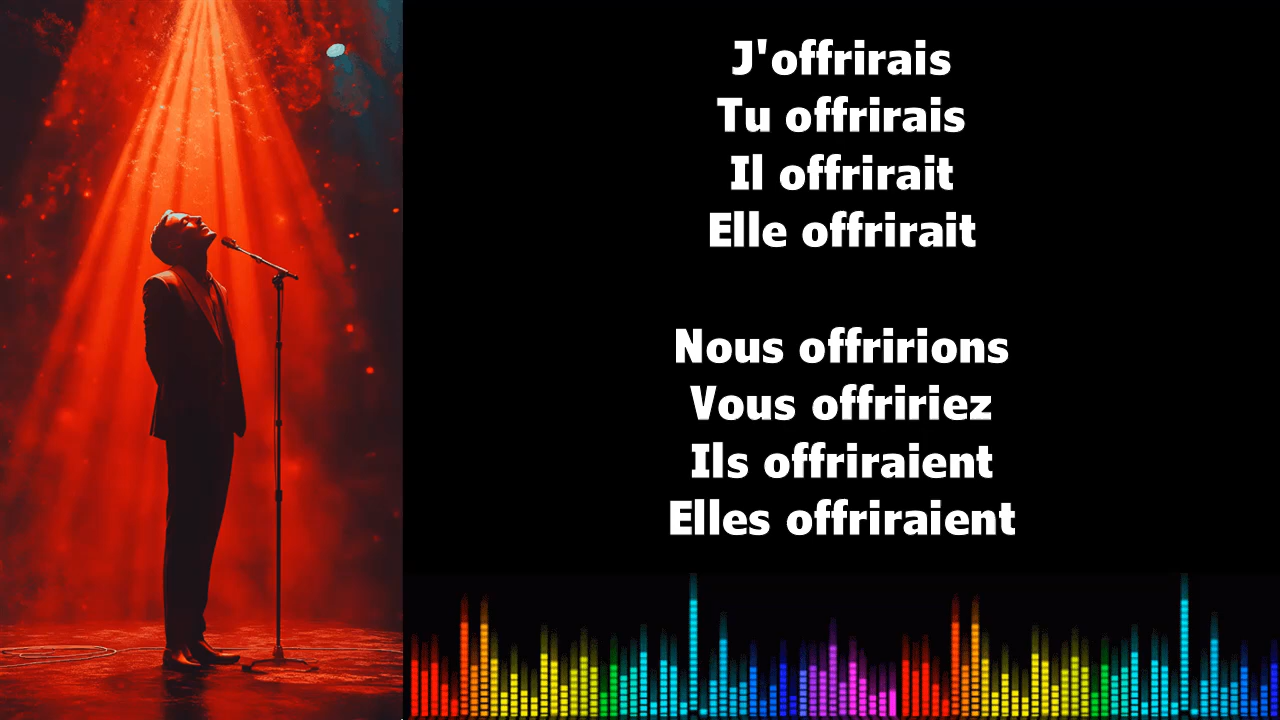 J'offrirais
Tu offrirais
Il offrirait
Elle offrirait
Nous offririons
Vous offririez
Ils offriraient
Elles offriraient